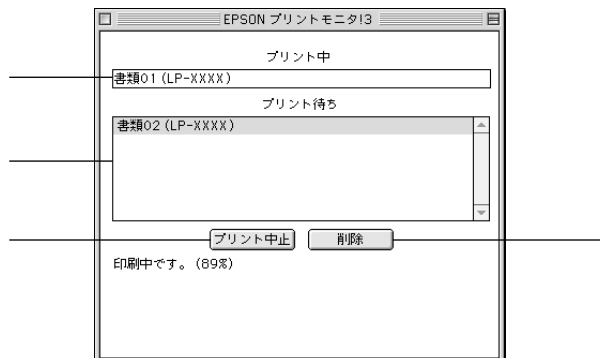 EPSON プリントモニタ!3
プリント中
書類01 (LP-XXXX)
プリント待ち
書類02 (LP-XXXX)
プリント中止 削除
印刷中です。(89%)